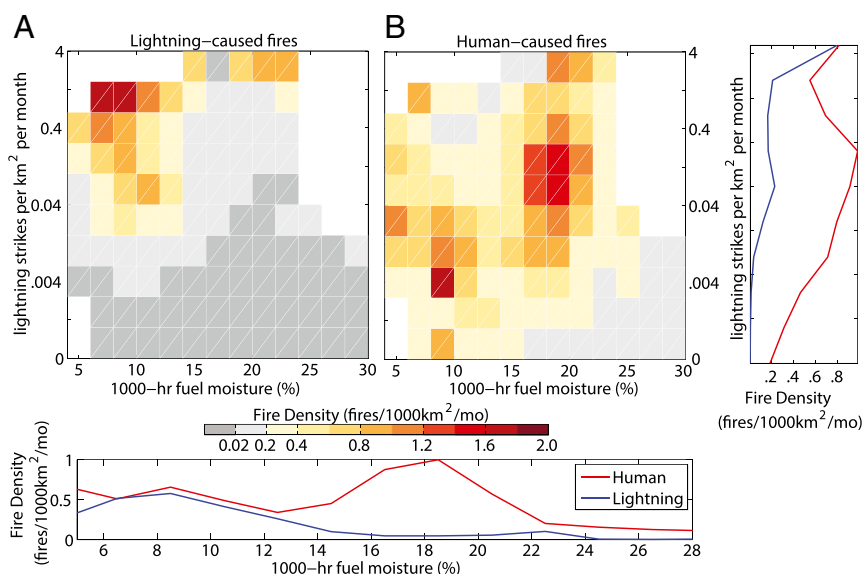 A
B
Lightning−caused fires
Human−caused fires
lightning strikes per km2 per month
4
0.4
0.04
.004
0
5 10 15 20 25 30
1000−hr fuel moisture (%)
4
0.4
0.04
.004
0
5 10 15 20 25 30
1000−hr fuel moisture (%)
lightning strikes per km2 per month
.2 .4 .6 .8
Fire Density
(fires/1000km2/mo)
Fire Density (fires/1000km2/mo)
0.02 0.2 0.4 0.8 1.2 1.6 2.0
Fire Density
(fires/1000km2/mo)
1
0.5
0
Human
Lightning
6 8 10 12 14 16 18 20 22 24 26 28
1000−hr fuel moisture (%)